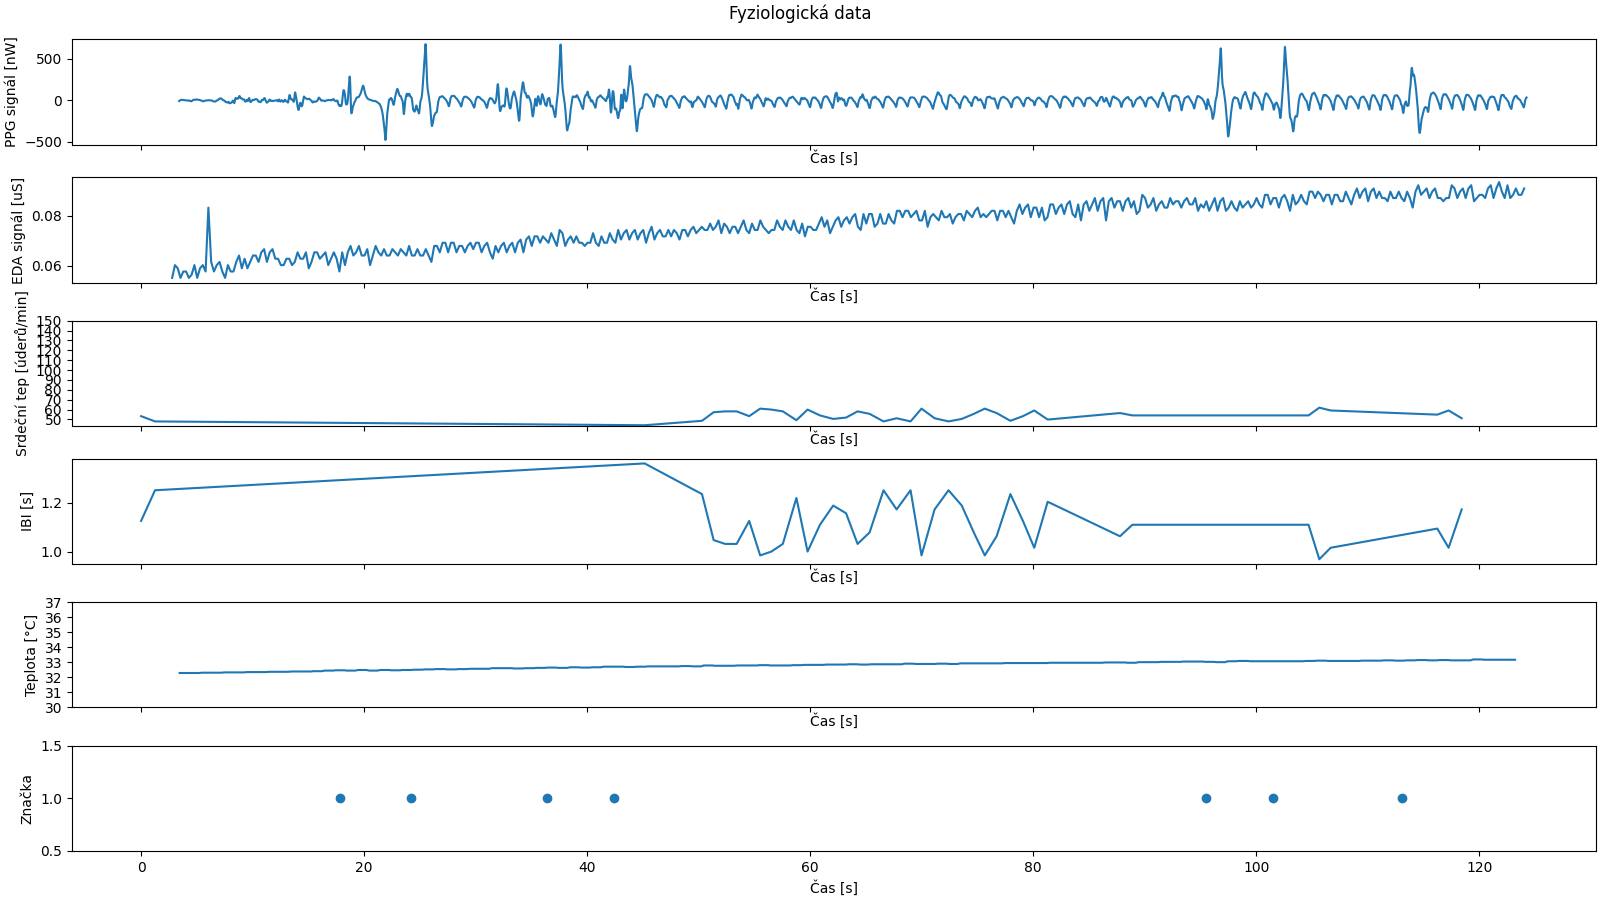 Fyziologická data
PPG signál [nW]
500
0
−500
Čas [s]
EDA signál [uS]
0.08
0.06
Čas [s]
Srdeční tep [úderů/min]
150
140
130
120
110
100
90
80
70
60
50
Čas [s]
IBI [s]
1.2
1.0
Čas [s]
Teplota [°C]
37
36
35
34
33
32
31
30
Čas [s]
Značka
1.5
1.0
0.5
0 20 40 60 80 100 120
Čas [s]